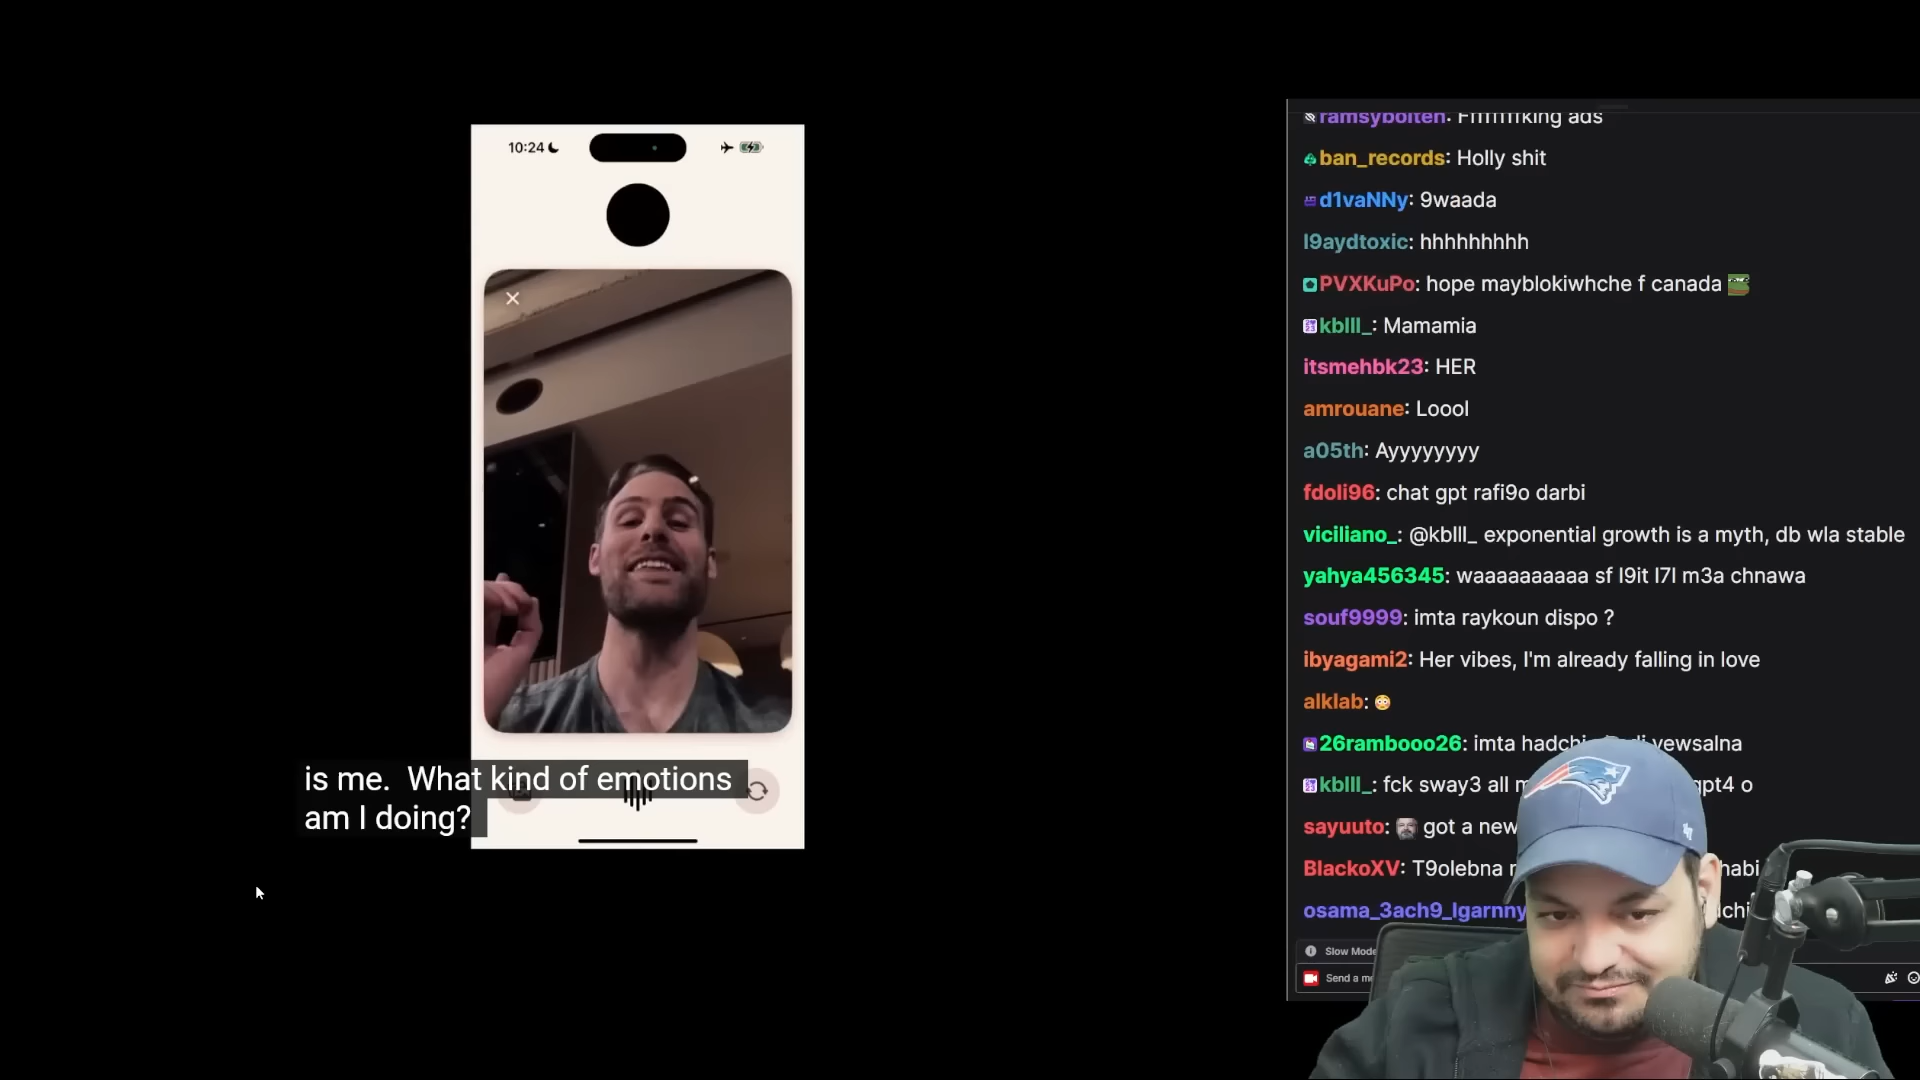 10:24
is me. What kind of emotions
am I doing?
ramsybolten: Fffffffffking ads
ban_records: Holly shit
d1vaNNy: 9waada
l9aydtoxic: hhhhhhhhh
PVXKuPo: hope mayblokiwhche f canada
kblll_: Mamamia
itsmehbk23: HER
amrouane: Loool
a05th: Ayyyyyyyy
fdoli96: chat gpt rafi9o darbi
viciliano_: @kblll_ exponential growth is a myth, db wla stable
yahya456345: waaaaaaaaaa sf l9it l7l m3a chnawa
souf9999: imta raykoun dispo ?
ibyagami2: Her vibes, I'm already falling in love
alklab:
26rambooo26: imta hadchi yewsalna
kblll_: fck sway3 all gpt4 o
sayuuto: got a new
BlackoXV: T9olebna habi
osama_3ach9_lgarnny
Slow Mode
Send a